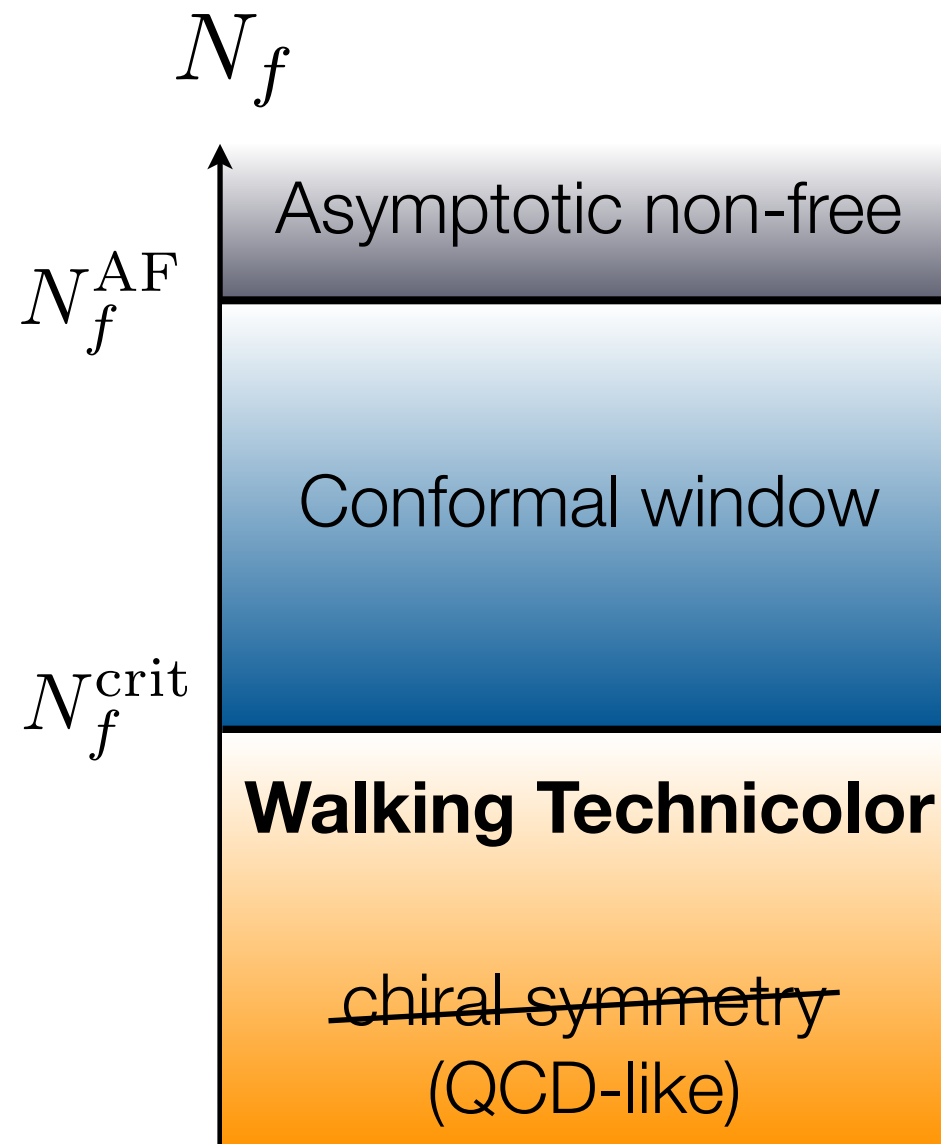 N_f
Asymptotic non-free
N_f^AF
Conformal window
N_f^crit
Walking Technicolor
chiral symmetry
(QCD-like)